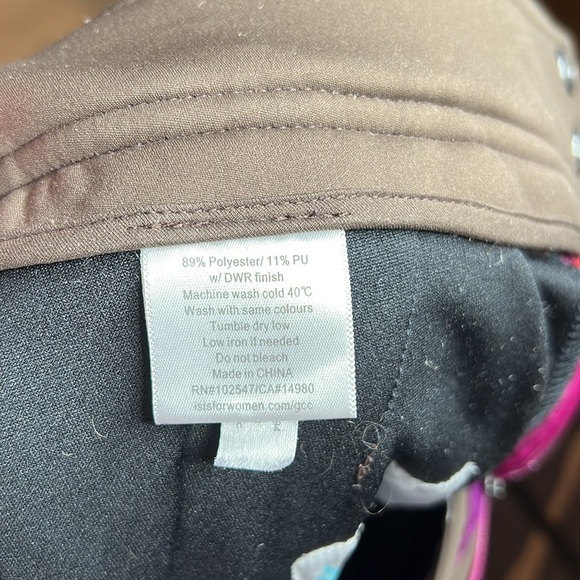 89% Polyester/ 11% PU
w/ DWR finish
Machine wash cold 40℃
Wash with same colours
Tumble dry low
Low iron if needed
Do not bleach
Made in CHINA
RN#102547/CA#14980
isisforwomen.com/gcc